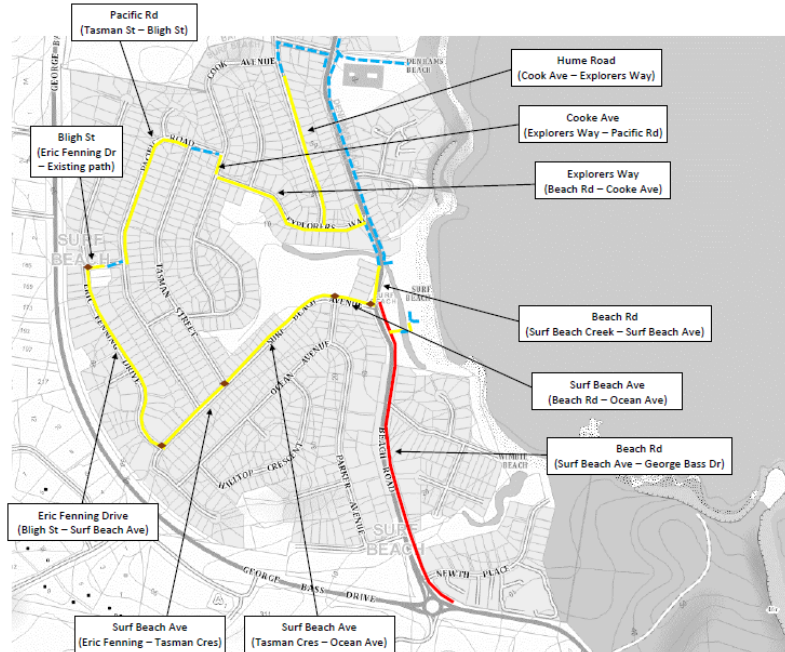 Pacific Rd
(Tasman St – Bligh St)
Hume Road
(Cook Ave – Explorers Way)
Cooke Ave
(Explorers Way – Pacific Rd)
Bligh St
(Eric Fenning Dr
– Existing path)
Explorers Way
(Beach Rd – Cooke Ave)
Beach Rd
(Surf Beach Creek – Surf Beach Ave)
Surf Beach Ave
(Beach Rd – Ocean Ave)
Beach Rd
(Surf Beach Ave – George Bass Dr)
Eric Fenning Drive
(Bligh St – Surf Beach Ave)
Surf Beach Ave
(Eric Fenning – Tasman Cres)
Surf Beach Ave
(Tasman Cres – Ocean Ave)
COOK AVENUE
DENHAMS
BEACH
PACIFIC ROAD
EXPLORERS WAY
SURF
BEACH
TASMAN STREET
ERIC FENNING DRIVE
SURF BEACH AVENUE
OCEAN AVENUE
SURF
BEACH
HILLTOP CRESCENT
PARKER AVENUE
BEACH ROAD
WIMBIE
BEACH
SURF
BEACH
NEWTH PLACE
GEORGE BASS DRIVE